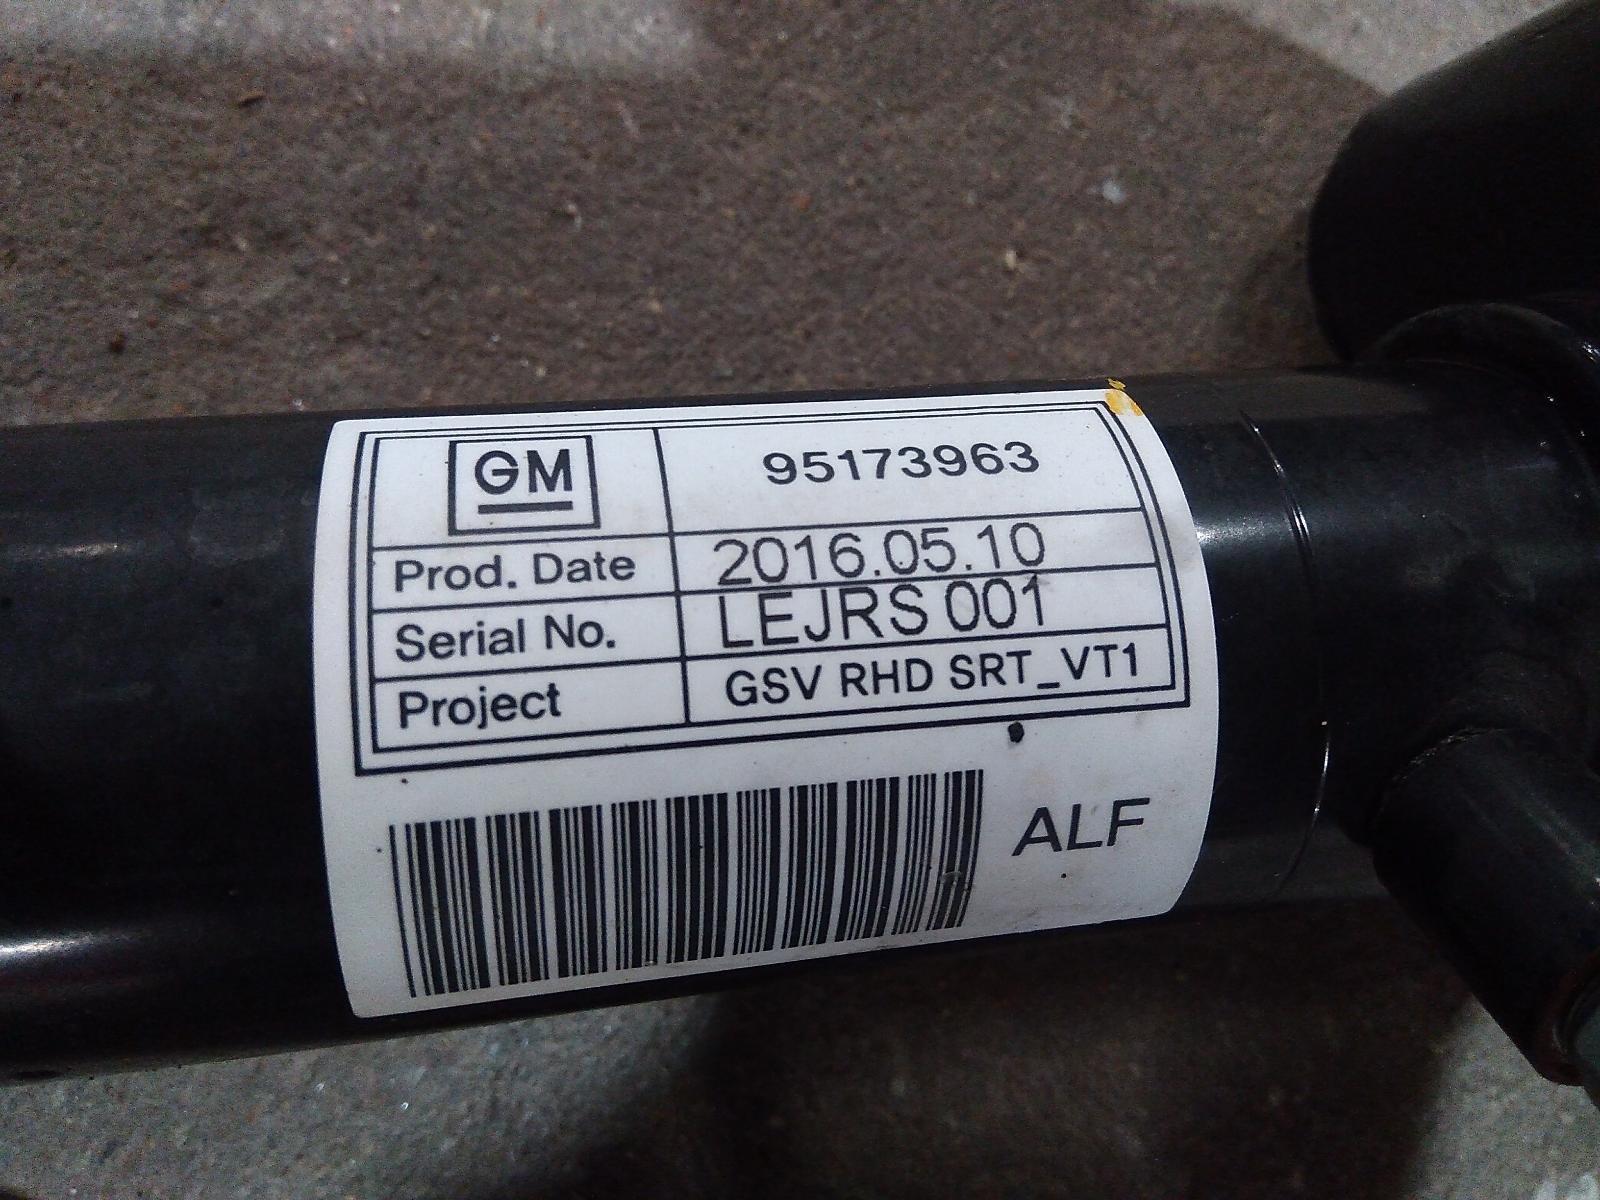 GM 95173963
Prod. Date 2016.05.10
Serial No. LEJRS 001
Project GSV RHD SRT_VT1
ALF